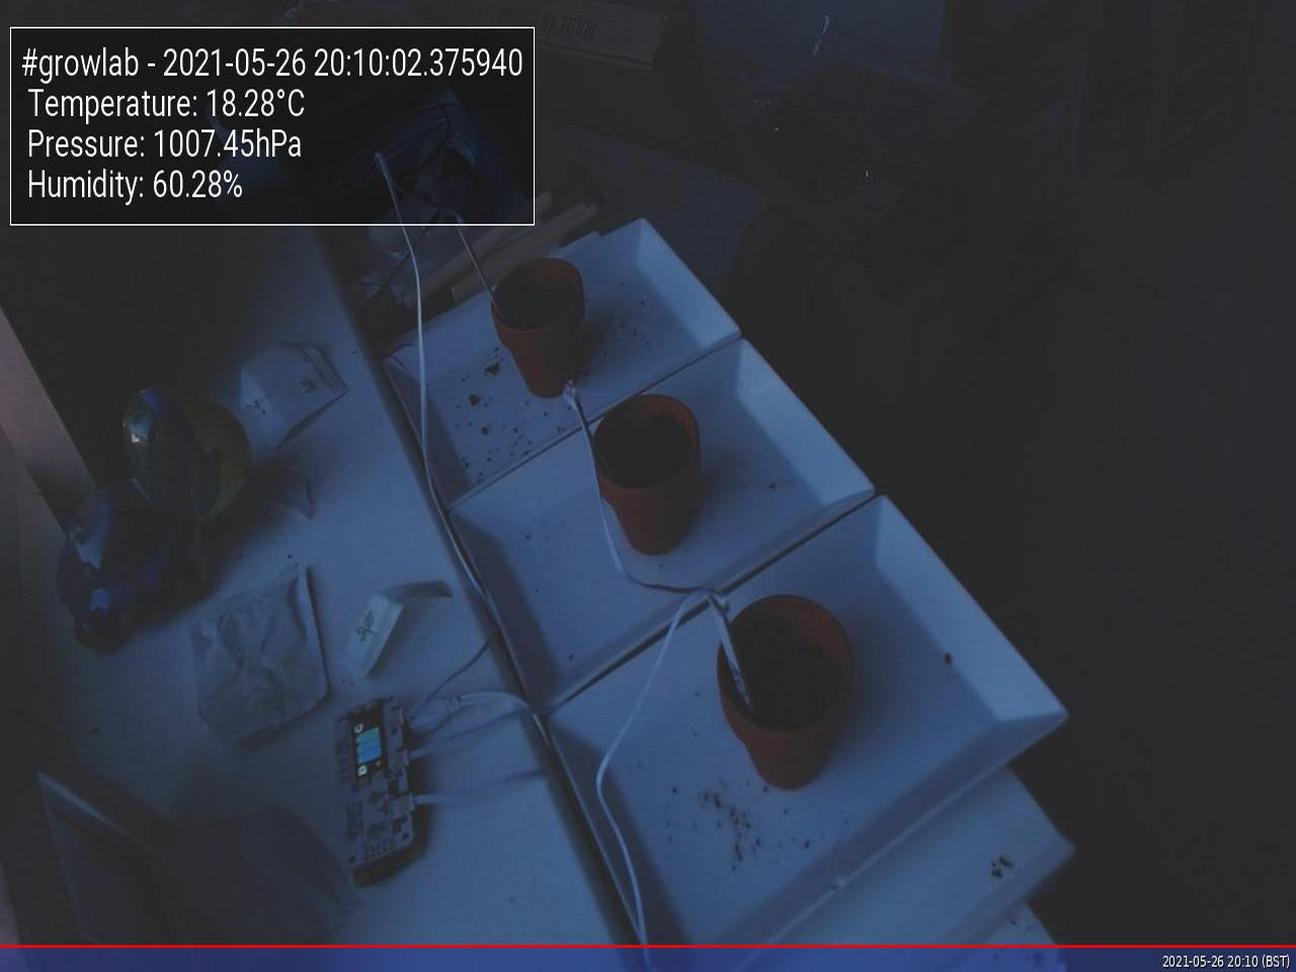 #growlab - 2021-05-26 20:10:02.375940
Temperature: 18.28°C
Pressure: 1007.45hPa
Humidity: 60.28%
2021-05-26 20:10 (BST)